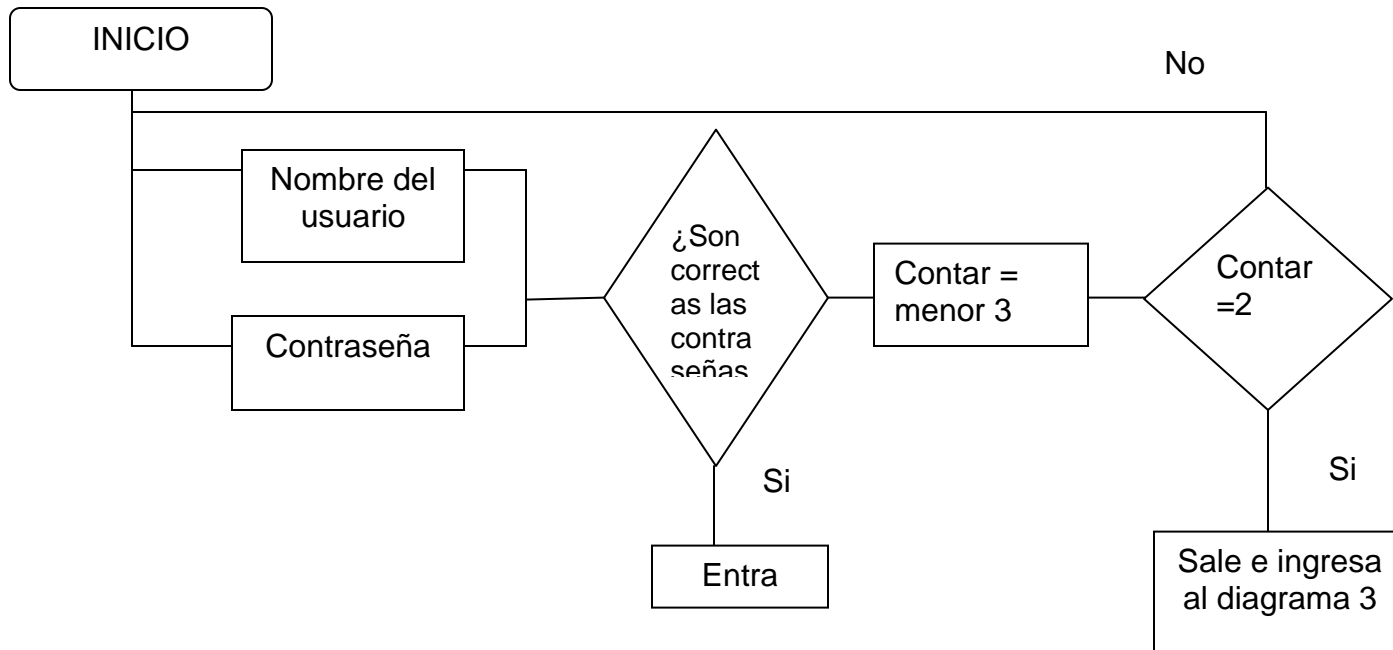 INICIO
No
Nombre del
usuario
¿Son
correct
as las
contra
señas
Contar =
menor 3
Contar
=2
Contraseña
Si
Si
Entra
Sale e ingresa
al diagrama 3